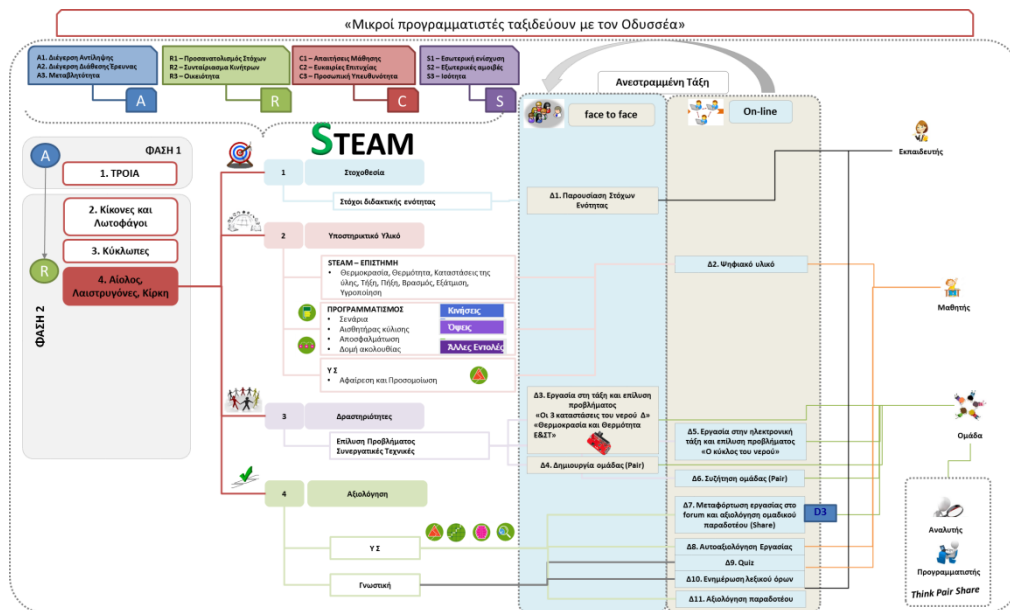 «Μικροί προγραμματιστές ταξιδεύουν με τον Οδυσσέα»
A1. Διέγερση Αντίληψης
A2. Διέγερση Διάθεσης Έρευνας
A3. Μεταβλητότητα
A
R1 – Προσανατολισμός Στόχων
R2 – Συνταίριασμα Κινήτρων
R3 – Οικειότητα
R
C1 – Απαιτήσεις Μάθησης
C2 – Ευκαιρίες Επιτυχίας
C3 – Προσωπική Υπευθυνότητα
C
S1 – Εσωτερική ενίσχυση
S2 – Εξωτερικές αμοιβές
S3 – Ισότητα
S
Ανεστραμμένη Τάξη
face to face
On-line
STEAM
ΦΑΣΗ 1
A
1. ΤΡΟΙΑ
ΦΑΣΗ 2
R
2. Κίκονες και
Λωτοφάγοι
3. Κύκλωπες
4. Αίολος,
Λαιστρυγόνες, Κίρκη
1
Στοχοθεσία
Στόχοι διδακτικής ενότητας
2
Υποστηρικτικό Υλικό
STEAM – ΕΠΙΣΤΗΜΗ
• Θερμοκρασία, Θερμότητα, Καταστάσεις της
ύλης, Τήξη, Πήξη, Βρασμός, Εξάτμιση,
Υγροποίηση
ΠΡΟΓΡΑΜΜΑΤΙΣΜΟΣ
• Σενάρια
• Αισθητήρας κύλισης
• Αποσφαλμάτωση
• Δομή ακολουθίας
Κινήσεις
Όψεις
Άλλες Εντολές
Υ Σ
• Αφαίρεση και Προσομοίωση
3
Δραστηριότητες
Επίλυση Προβλήματος
Συνεργατικές Τεχνικές
4
Αξιολόγηση
Υ Σ
Γνωστική
Δ1. Παρουσίαση Στόχων
Ενότητας
Δ2. Ψηφιακό υλικό
Δ3. Εργασία στη τάξη και επίλυση
προβλήματος
«Οι 3 καταστάσεις του νερού Δ»
«Θερμοκρασία και Θερμότητα
Ε&ΣΤ»
Δ4. Δημιουργία ομάδας (Pair)
Δ5. Εργασία στην ηλεκτρονική
τάξη και επίλυση προβλήματος
«Ο κύκλος του νερού»
Δ6. Συζήτηση ομάδας (Pair)
Δ7. Μεταφόρτωση εργασίας στο
forum και αξιολόγηση ομαδικού
παραδοτέου (Share)
D3
Δ8. Αυτοαξιολόγηση Εργασίας
Δ9. Quiz
Δ10. Ενημέρωση λεξικού όρων
Δ11. Αξιολόγηση παραδοτέου
Εκπαιδευτής
Μαθητής
Ομάδα
Αναλυτής
Προγραμματιστής
Think Pair Share